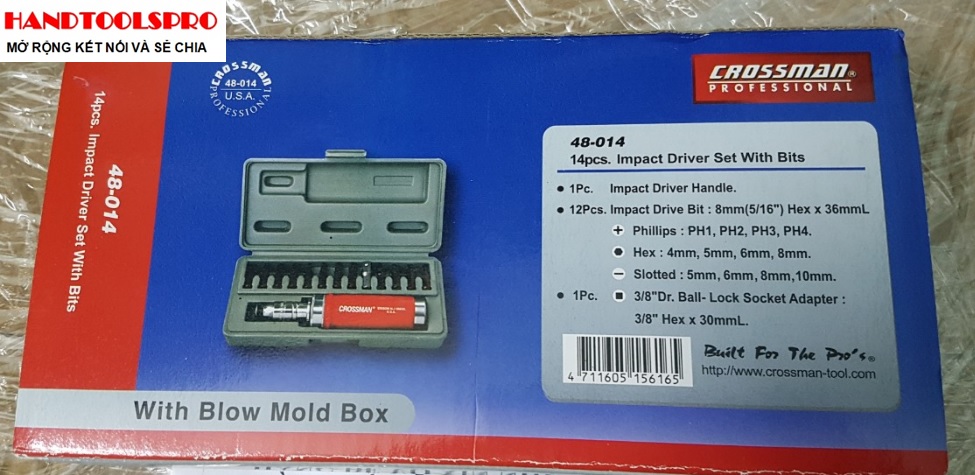 HANDTOOLSPRO
MỞ RỘNG KẾT NỐI VÀ SẺ CHIA
CROSSMAN
48-014
U.S.A.
PROFESSIONAL
CROSSMAN®
PROFESSIONAL
14pcs. Impact Driver Set With Bits
48-014
48-014
14pcs. Impact Driver Set With Bits
1Pc. Impact Driver Handle.
12Pcs. Impact Drive Bit : 8mm(5/16") Hex x 36mmL
Phillips : PH1, PH2, PH3, PH4.
Hex : 4mm, 5mm, 6mm, 8mm.
Slotted : 5mm, 6mm, 8mm,10mm.
1Pc. 3/8"Dr. Ball- Lock Socket Adapter :
3/8" Hex x 30mmL.
CROSSMAN
4 711605 156165
Built For The Pro's®
http://www.crossman-tool.com
With Blow Mold Box